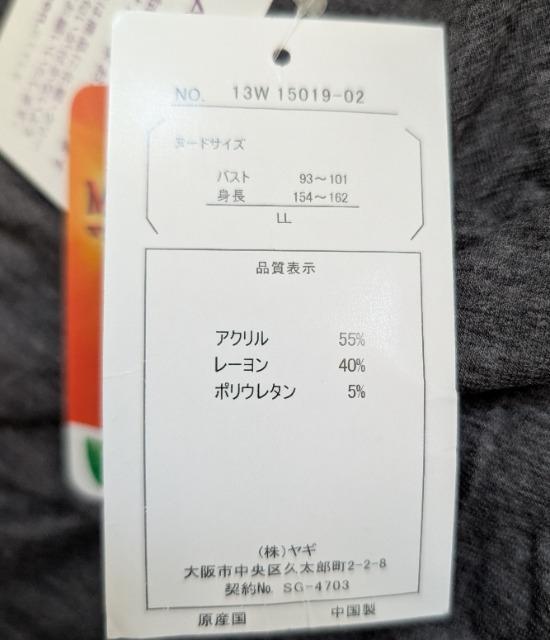 NO. 13W 15019-02
ヌードサイズ
バスト 93〜101
身長 154〜162
LL
品質表示
アクリル 55%
レーヨン 40%
ポリウレタン 5%
(株)ヤギ
大阪市中央区久太郎町2-2-8
契約No. SG-4703
原産国 中国製